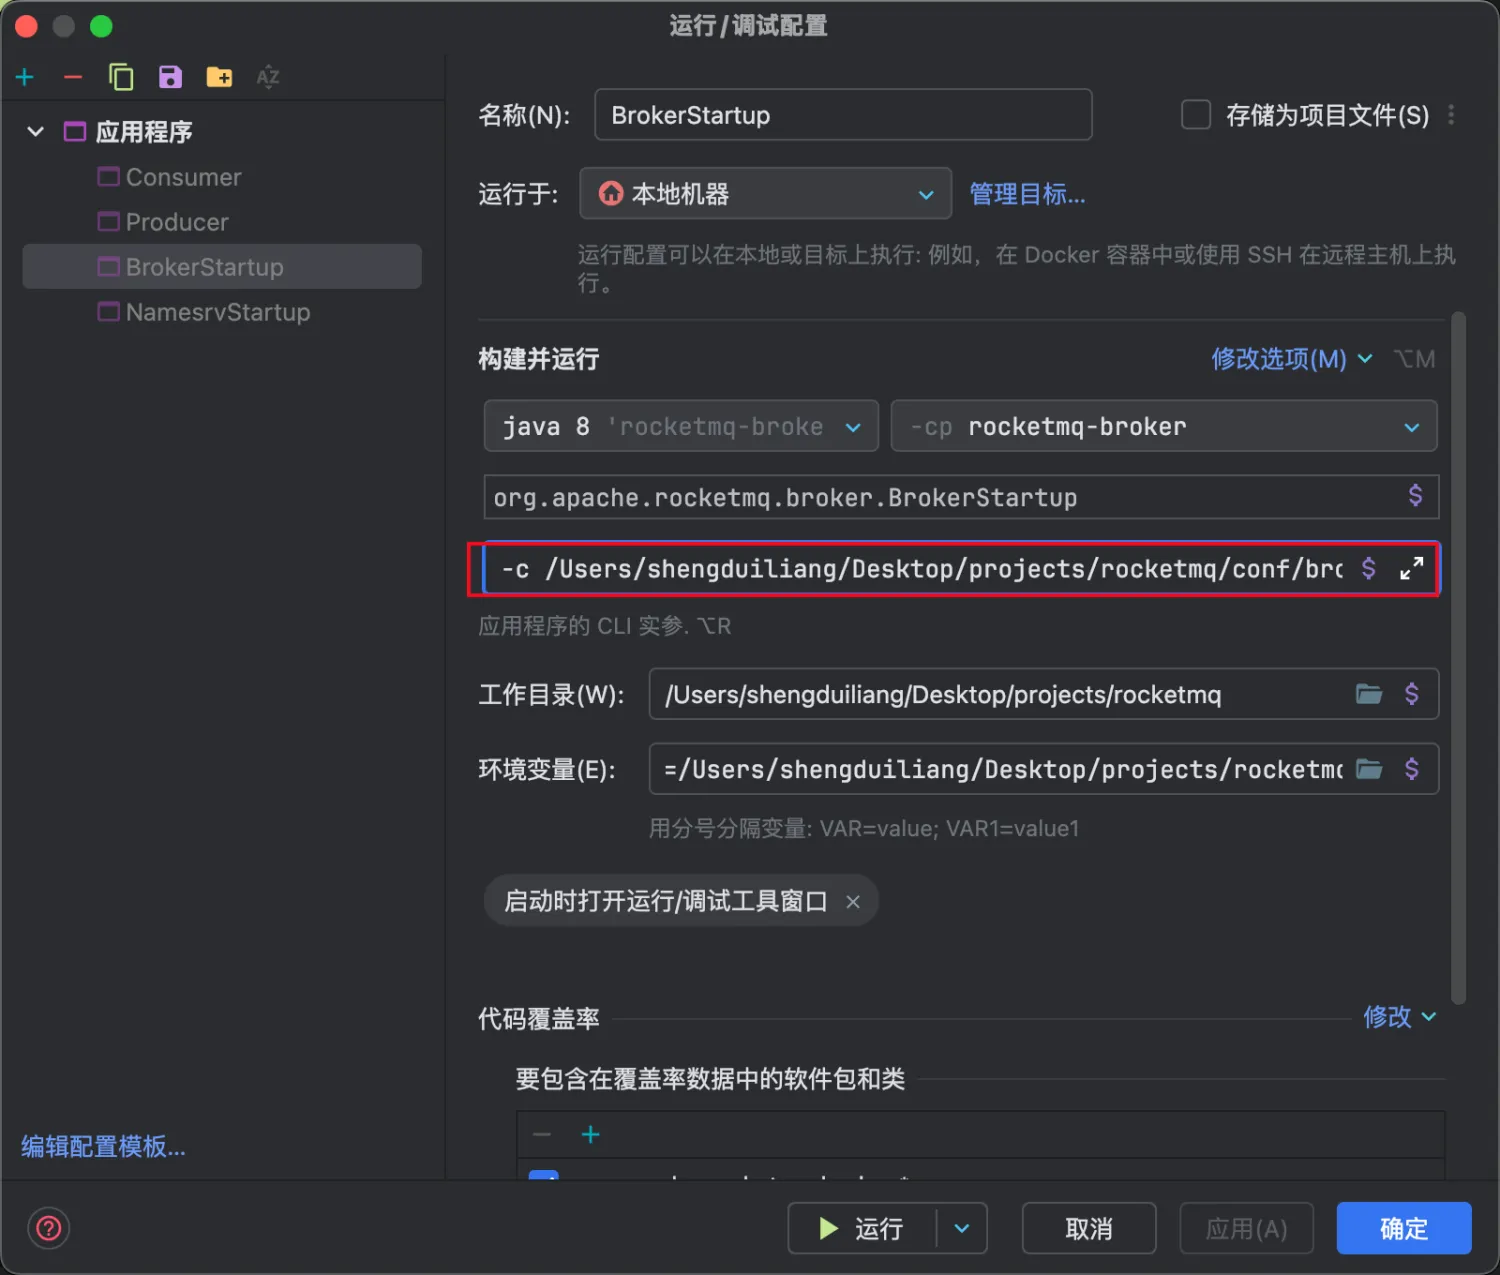 运行/调试配置
应用程序
Consumer
Producer
BrokerStartup
NamesrvStartup
编辑配置模板...
名称(N):
BrokerStartup
存储为项目文件(S)
运行于:
本地机器
管理目标...
运行配置可以在本地或目标上执行: 例如，在 Docker 容器中或使用 SSH 在远程主机上执
行。
构建并运行
修改选项(M)
⌥M
java 8 'rocketmq-broke
-cp rocketmq-broker
org.apache.rocketmq.broker.BrokerStartup
-c /Users/shengduiliang/Desktop/projects/rocketmq/conf/bro
应用程序的 CLI 实参. ⌥R
工作目录(W):
/Users/shengduiliang/Desktop/projects/rocketmq
环境变量(E):
=/Users/shengduiliang/Desktop/projects/rocketmq
用分号分隔变量: VAR=value; VAR1=value1
启动时打开运行/调试工具窗口
代码覆盖率
修改
要包含在覆盖率数据中的软件包和类
运行
取消
应用(A)
确定